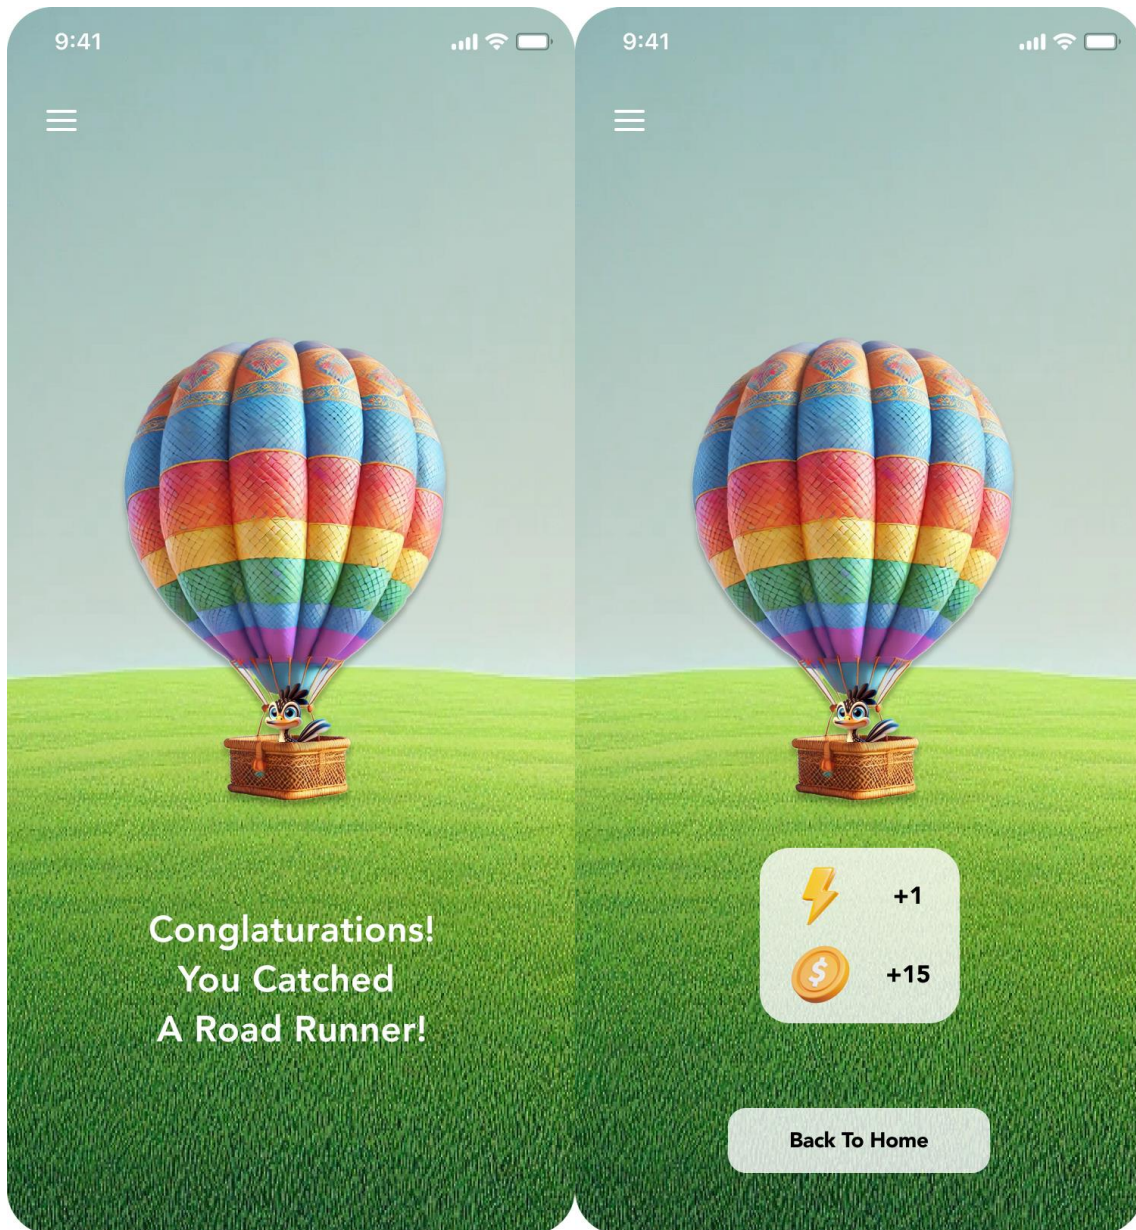 9:41
Conglaturations!
You Catched
A Road Runner!
9:41
+1
$
+15
Back To Home